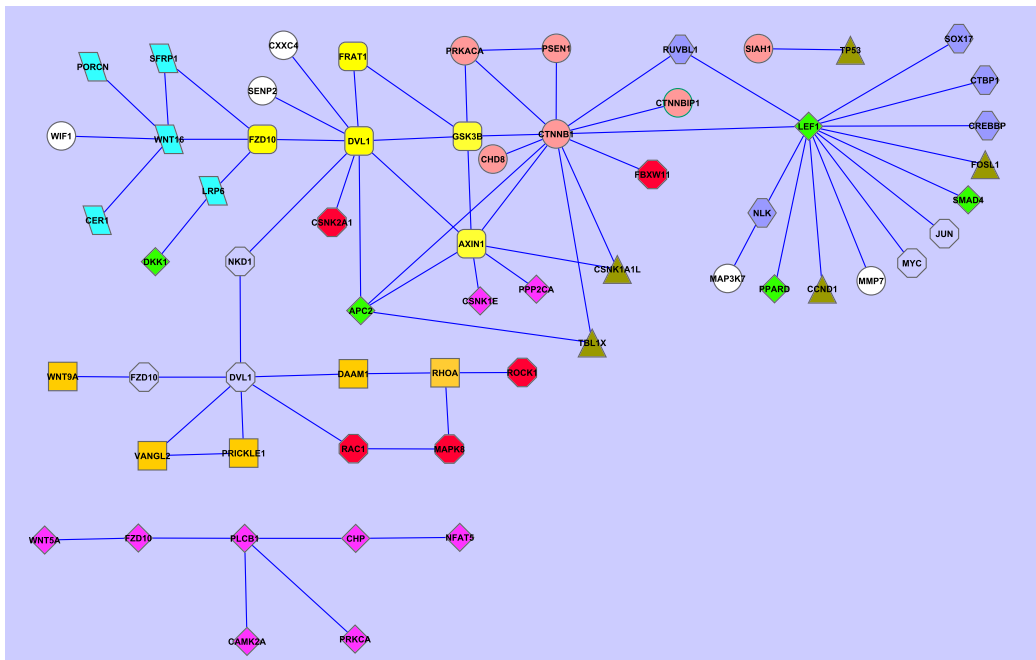 CXXC4
FRAT1
PRKACA
PSEN1
RUVBL1
SIAH1
TP53
SOX17
PORCN
SFRP1
SENP2
CTNNBIP1
CTBP1
WIF1
WNT16
FZD10
DVL1
GSK3B
CTNNB1
LEF1
CREBBP
CHD8
FBXW11
FOSL1
LRP6
SMAD4
CER1
CSNK2A1
NLK
JUN
DKK1
NKD1
AXIN1
CSNK1A1L
MYC
MAP3K7
PPARD
CCND1
MMP7
PPP2CA
CSNK1E
APC2
TBL1X
WNT9A
FZD10
DVL1
DAAM1
RHOA
ROCK1
VANGL2
PRICKLE1
RAC1
MAPK8
WNT5A
FZD10
PLCB1
CHP
NFAT5
CAMK2A
PRKCA